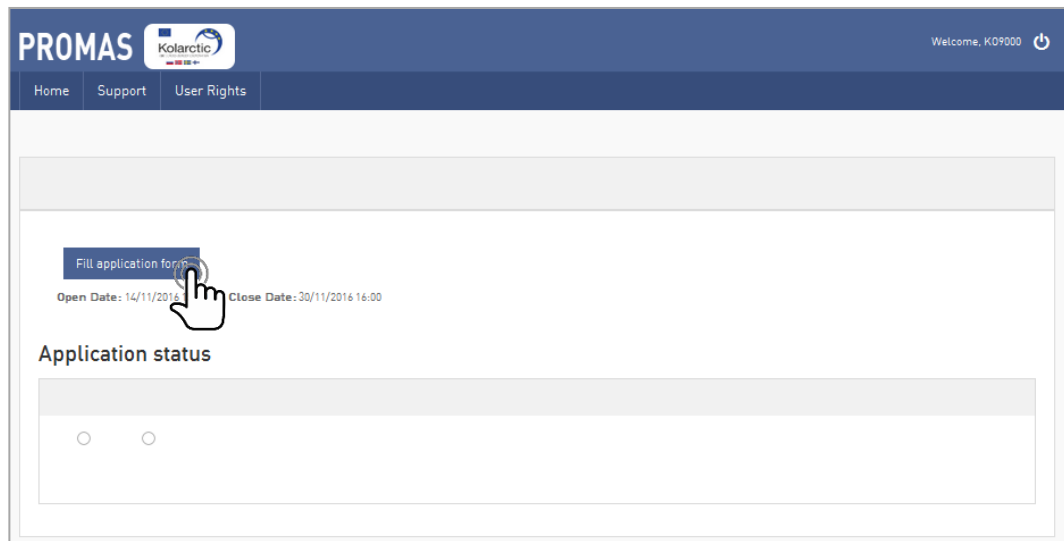 PROMAS Kolarctic Welcome, KO9000
Home Support User Rights
Fill application form
Open Date: 14/11/2016 Close Date: 30/11/2016 16:00
Application status